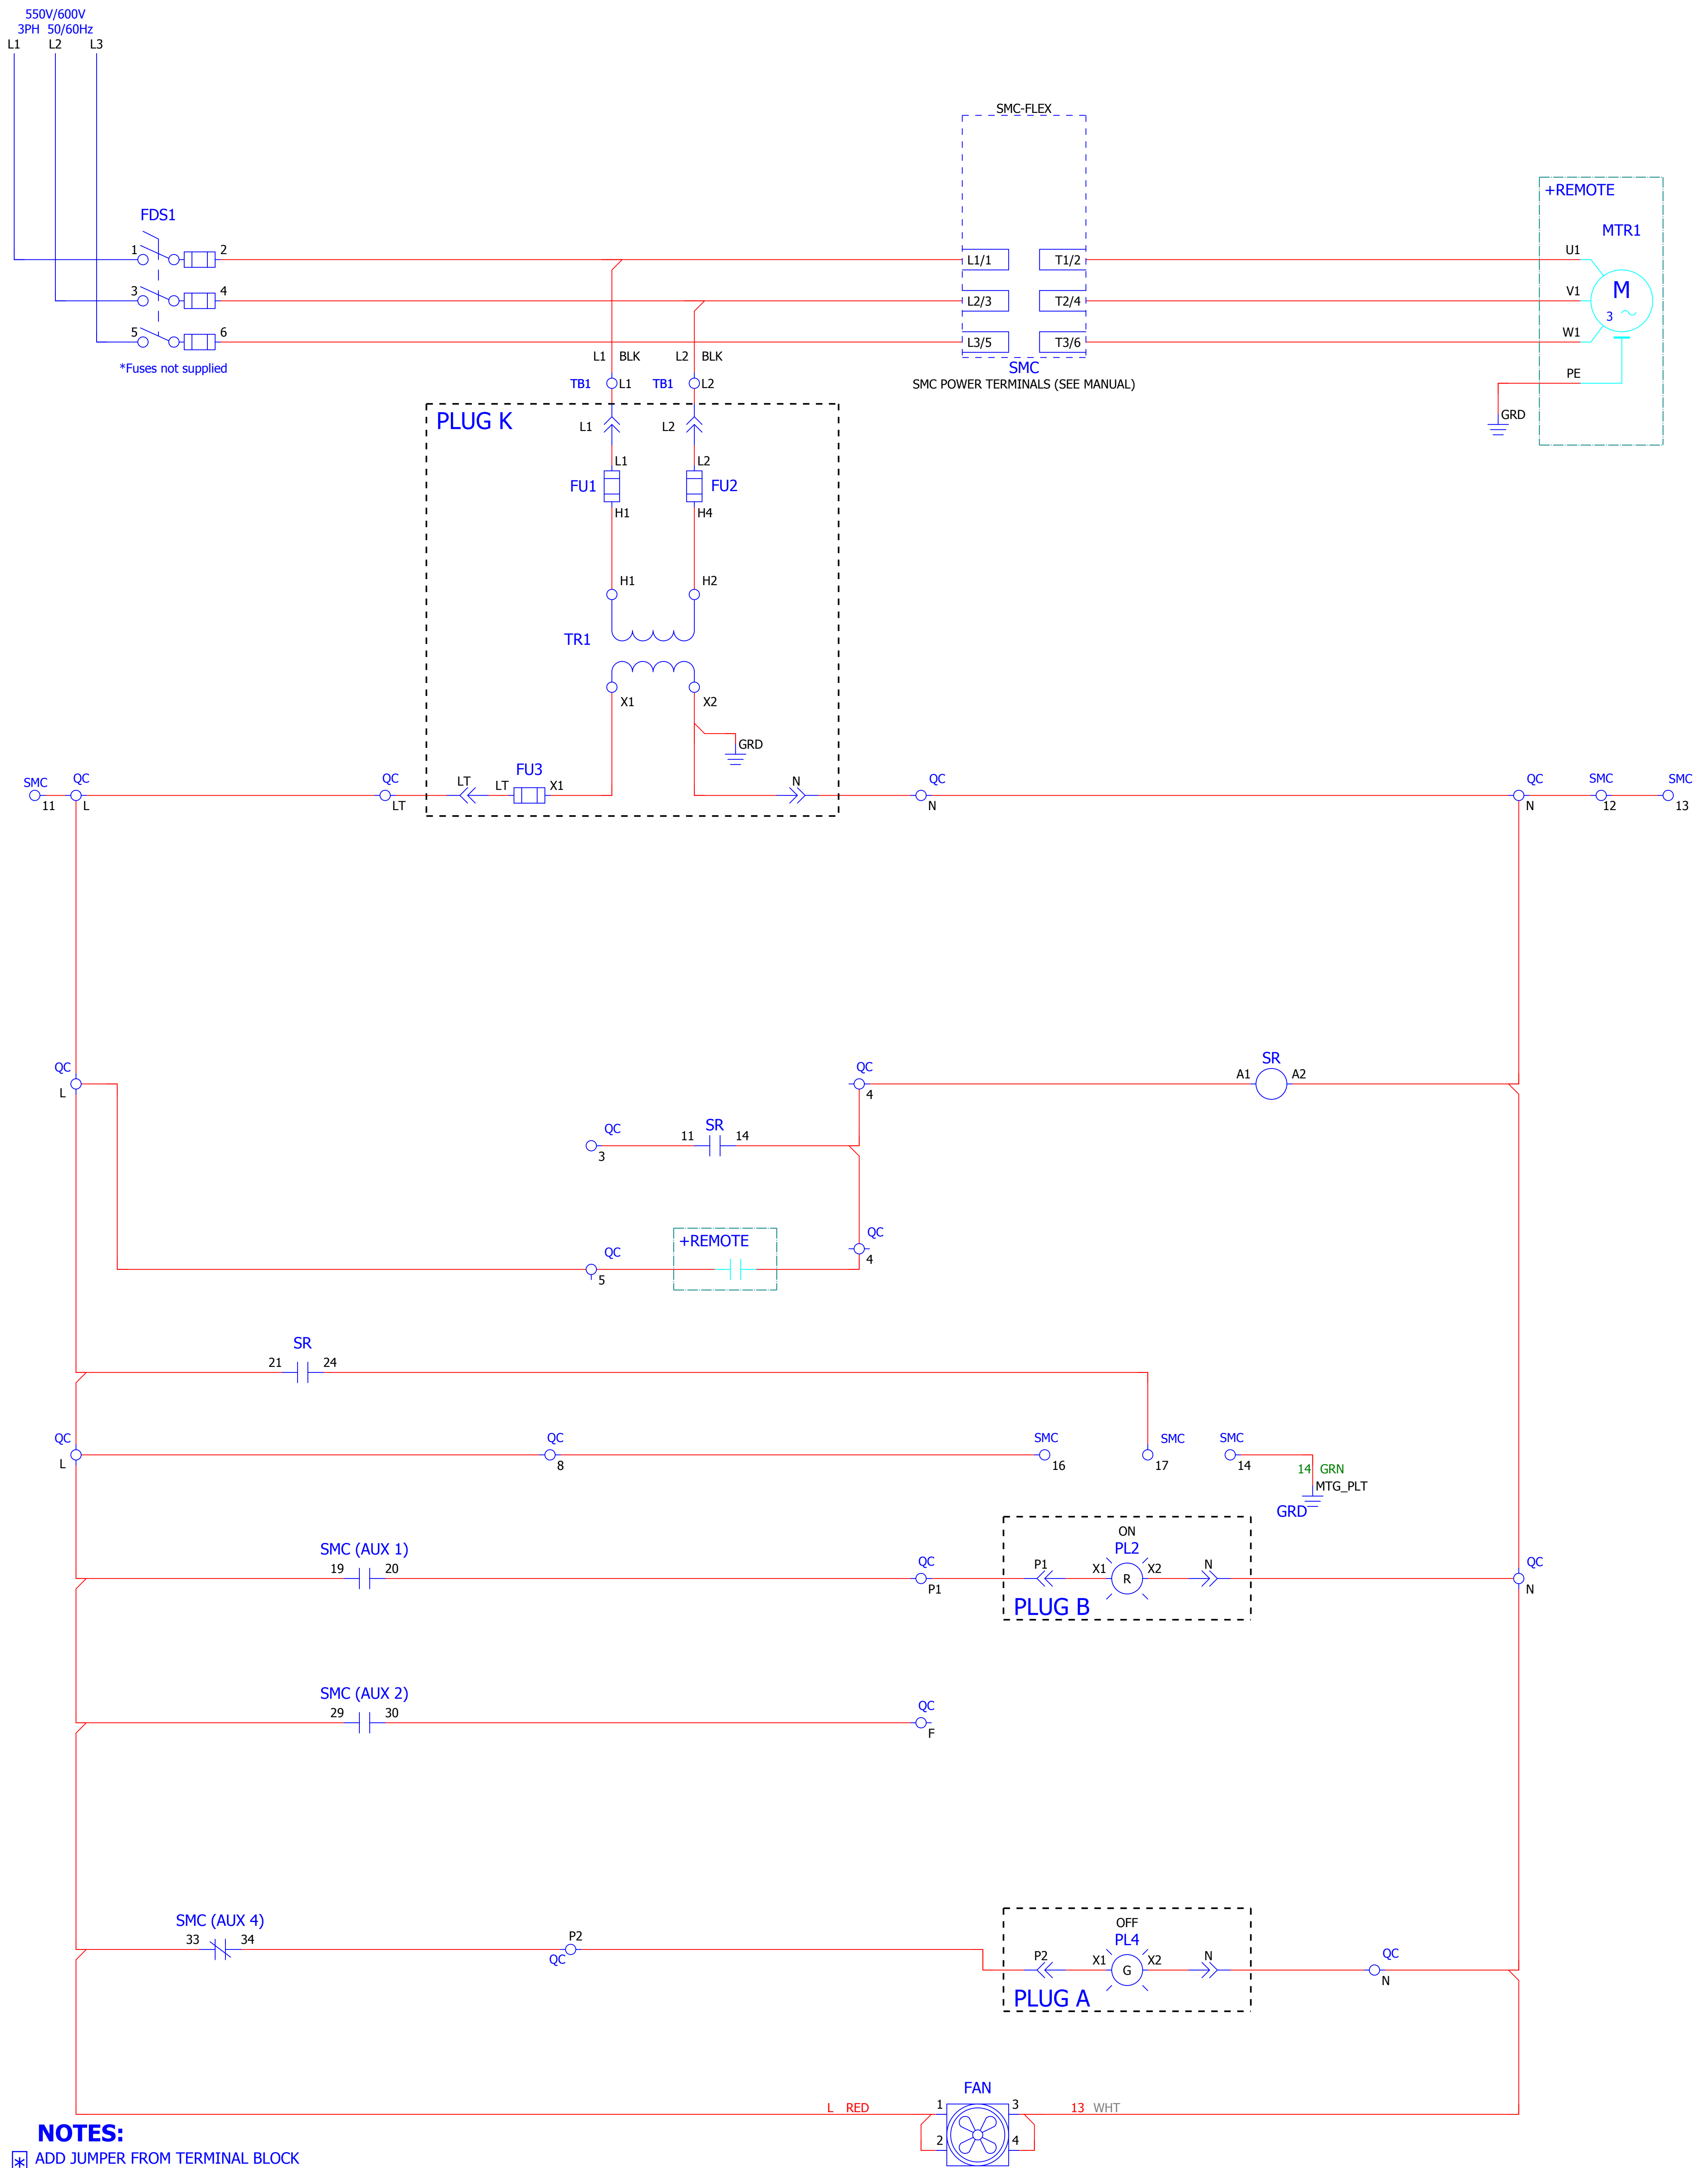 550V/600V
3PH 50/60Hz
L1 L2 L3
SMC-FLEX
+REMOTE
FDS1
MTR1
1 2
L1/1 T1/2
U1
3 4
L2/3 T2/4
V1
M
3
5 6
L3/5 T3/6
W1
*Fuses not supplied
L1 BLK L2 BLK
SMC
SMC POWER TERMINALS (SEE MANUAL)
PE
GRD
TB1 L1 TB1 L2
PLUG K
L1 L2
L1 L2
FU1 FU2
H1 H4
H1 H2
TR1
X1 X2
GRD
SMC QC QC
LT LT FU3 X1
N
QC QC SMC SMC
11 L LT
N N 12 13
QC QC SR
L 4 A1 A2
QC SR
11 14
3
+REMOTE
QC QC
5 4
SR
21 24
QC QC SMC SMC SMC
L 8 16 17 14
14 GRN
MTG_PLT
GRD
SMC (AUX 1)
19 20
QC
P1
ON
PL2
P1 X1 R X2 N
PLUG B
QC
N
SMC (AUX 2)
29 30
QC
F
SMC (AUX 4)
33 34
P2
QC
OFF
PL4
P2 X1 G X2 N
PLUG A
QC
N
FAN
L RED 1 3 13 WHT
2 4
NOTES:
* ADD JUMPER FROM TERMINAL BLOCK